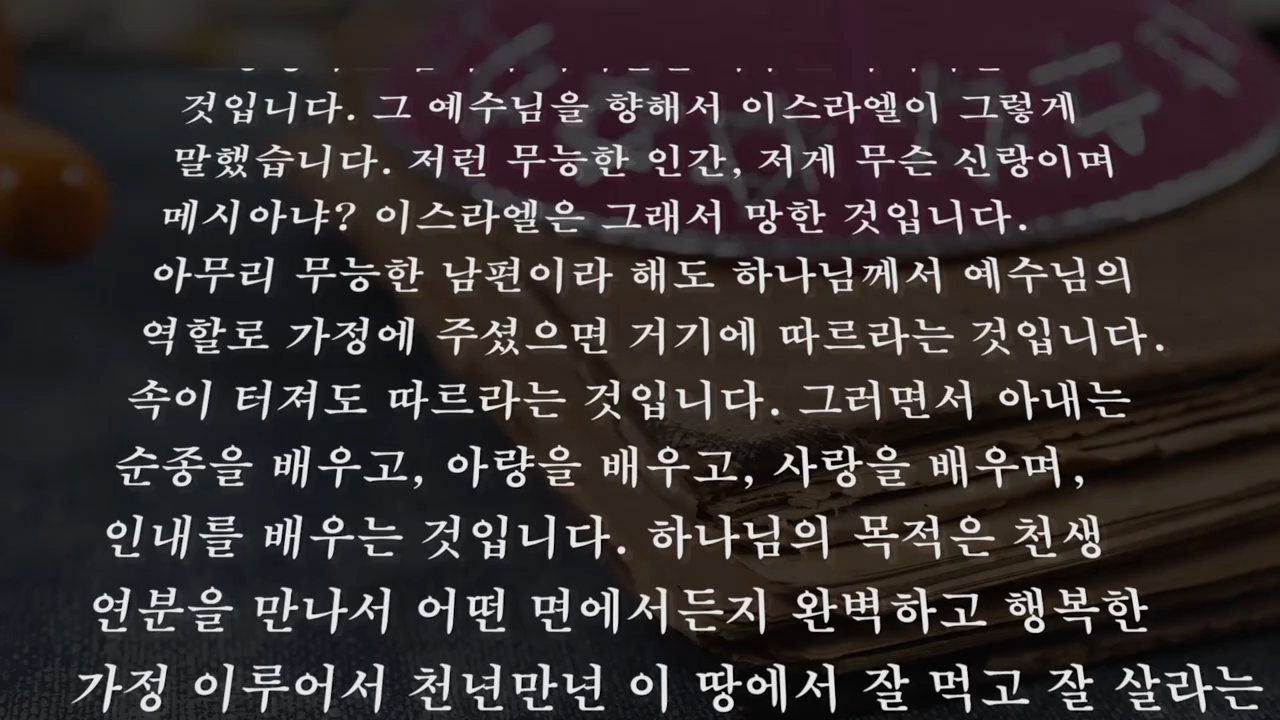 것입니다. 그 예수님을 향해서 이스라엘이 그렇게
말했습니다. 저런 무능한 인간, 저게 무슨 신랑이며
메시아냐? 이스라엘은 그래서 망한 것입니다.
아무리 무능한 남편이라 해도 하나님께서 예수님의
역할로 가정에 주셨으면 거기에 따르라는 것입니다.
속이 터져도 따르라는 것입니다. 그러면서 아내는
순종을 배우고, 아량을 배우고, 사랑을 배우며,
인내를 배우는 것입니다. 하나님의 목적은 천생
연분을 만나서 어떤 면에서든지 완벽하고 행복한
가정 이루어서 천년만년 이 땅에서 잘 먹고 잘 살라는